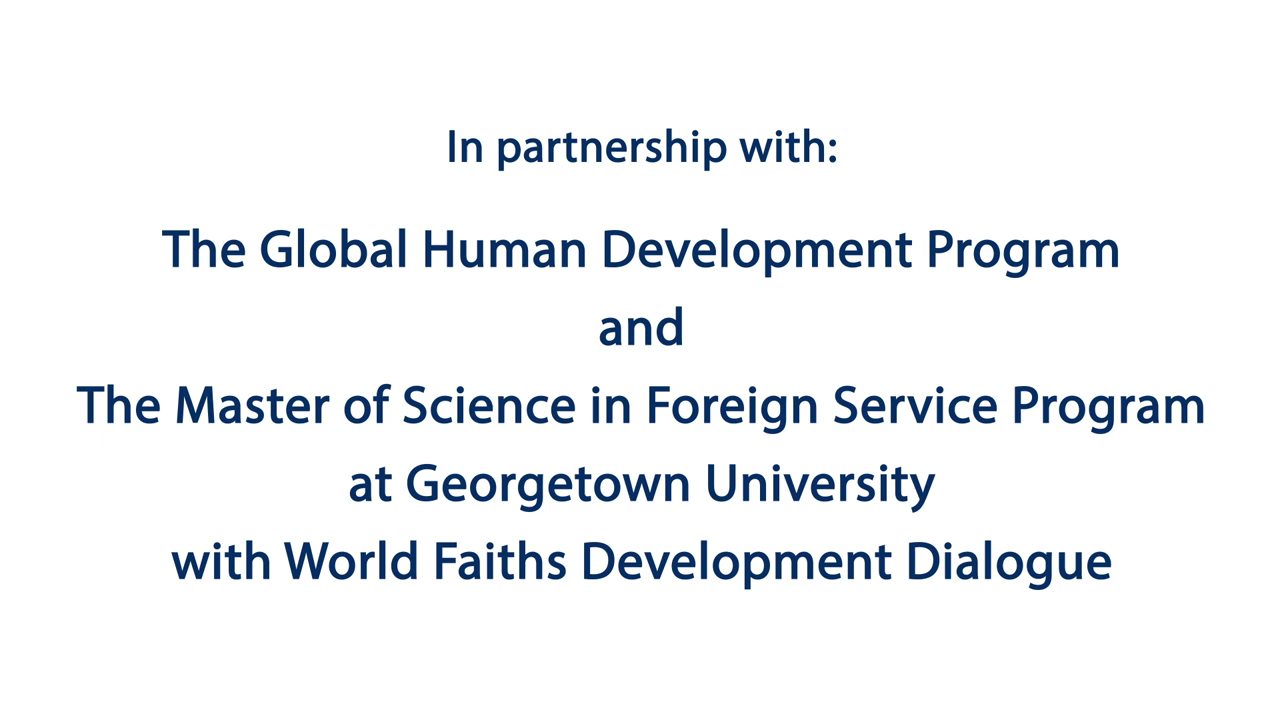 In partnership with:
The Global Human Development Program
and
The Master of Science in Foreign Service Program
at Georgetown University
with World Faiths Development Dialogue